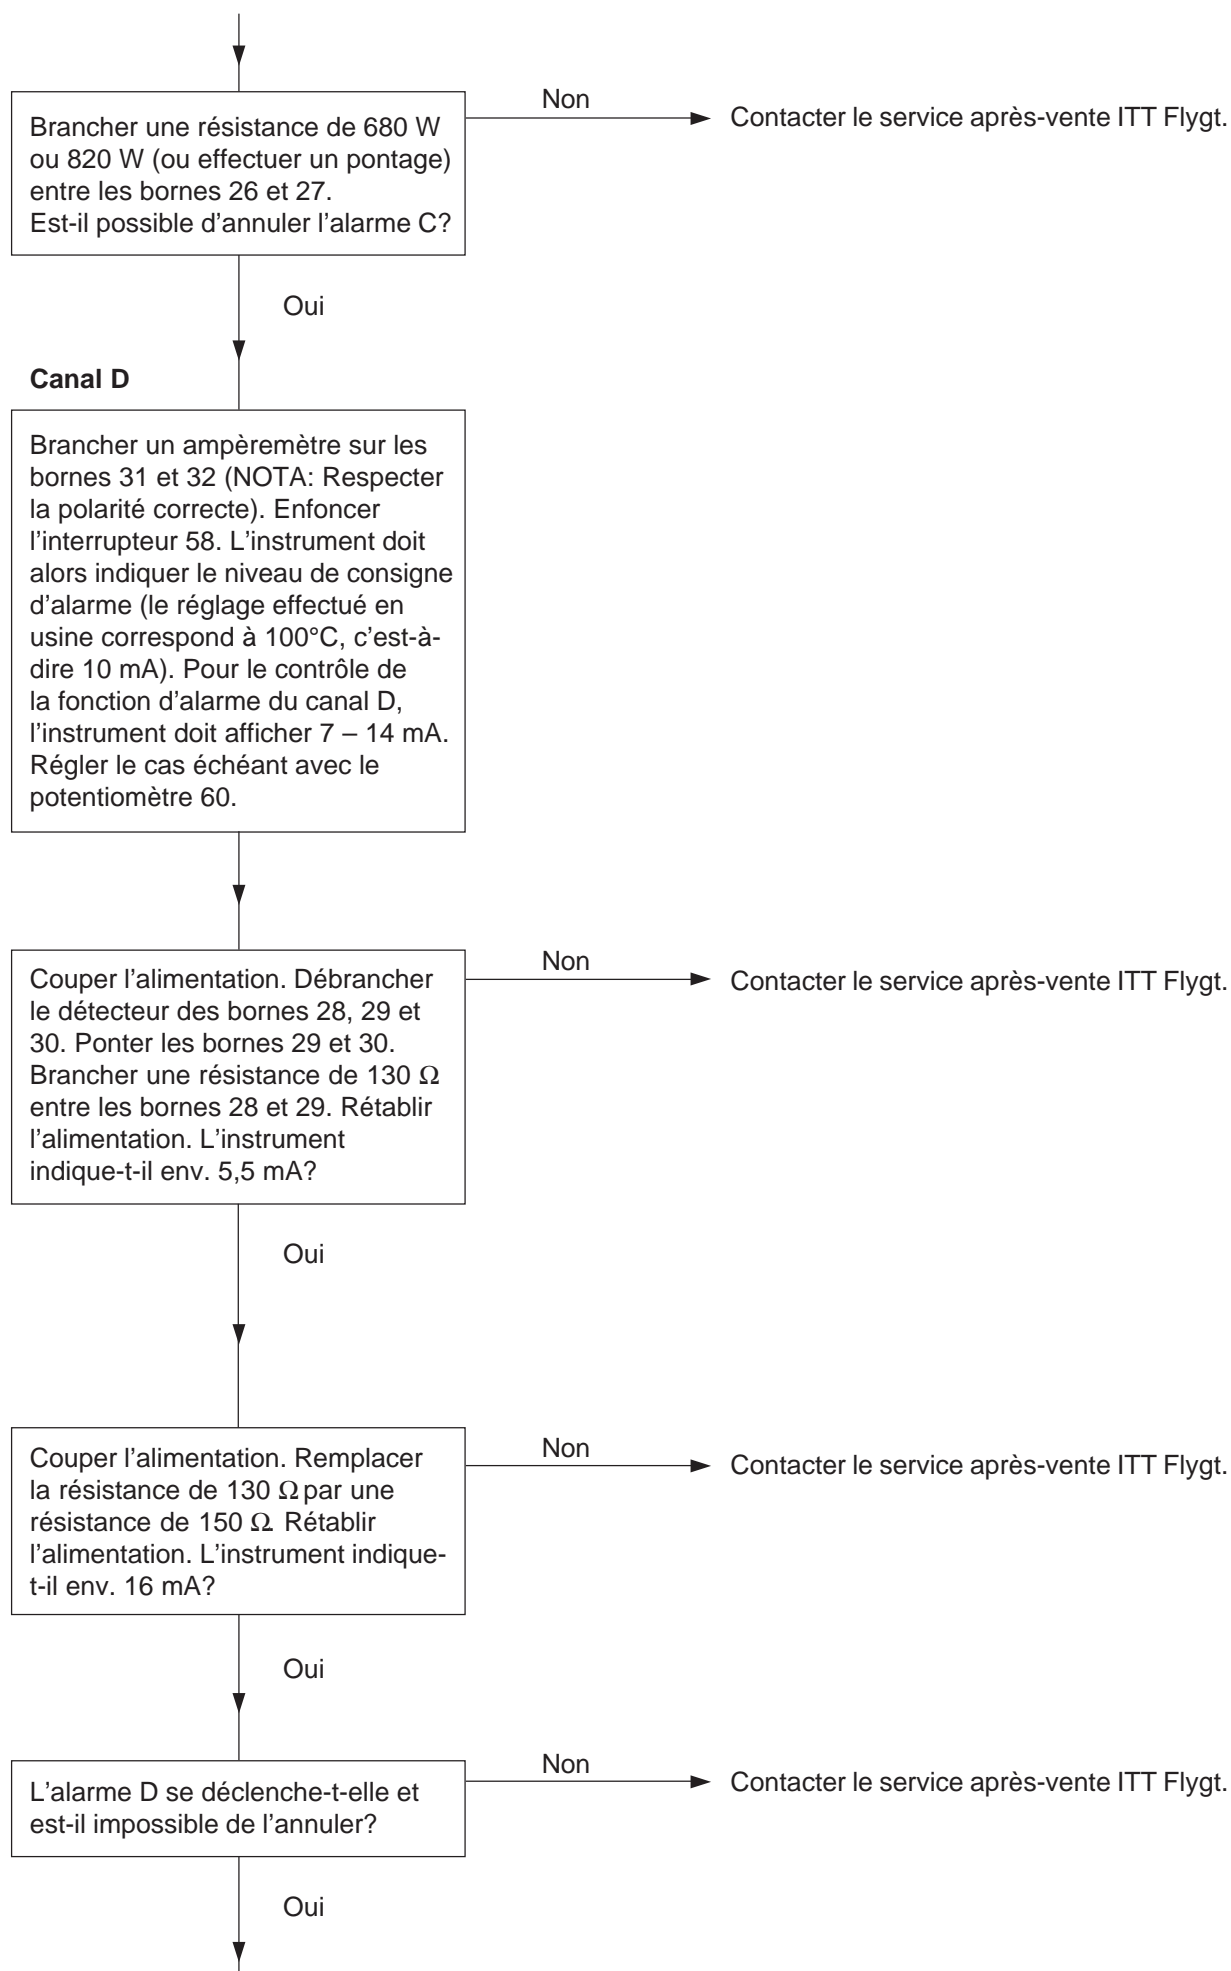 Non
Contacter le service après-vente ITT Flygt.
Brancher une résistance de 680 W
ou 820 W (ou effectuer un pontage)
entre les bornes 26 et 27.
Est-il possible d’annuler l’alarme C?
Oui
Canal D
Brancher un ampèremètre sur les
bornes 31 et 32 (NOTA: Respecter
la polarité correcte). Enfoncer
l’interrupteur 58. L’instrument doit
alors indiquer le niveau de consigne
d’alarme (le réglage effectué en
usine correspond à 100°C, c’est-à-
dire 10 mA). Pour le contrôle de
la fonction d’alarme du canal D,
l’instrument doit afficher 7 – 14 mA.
Régler le cas échéant avec le
potentiomètre 60.
Non
Contacter le service après-vente ITT Flygt.
Couper l’alimentation. Débrancher
le détecteur des bornes 28, 29 et
30. Ponter les bornes 29 et 30.
Brancher une résistance de 130 Ω
entre les bornes 28 et 29. Rétablir
l’alimentation. L’instrument
indique-t-il env. 5,5 mA?
Oui
Non
Contacter le service après-vente ITT Flygt.
Couper l’alimentation. Remplacer
la résistance de 130 Ω par une
résistance de 150 Ω. Rétablir
l’alimentation. L’instrument indique-
t-il env. 16 mA?
Oui
Non
Contacter le service après-vente ITT Flygt.
L’alarme D se déclenche-t-elle et
est-il impossible de l’annuler?
Oui